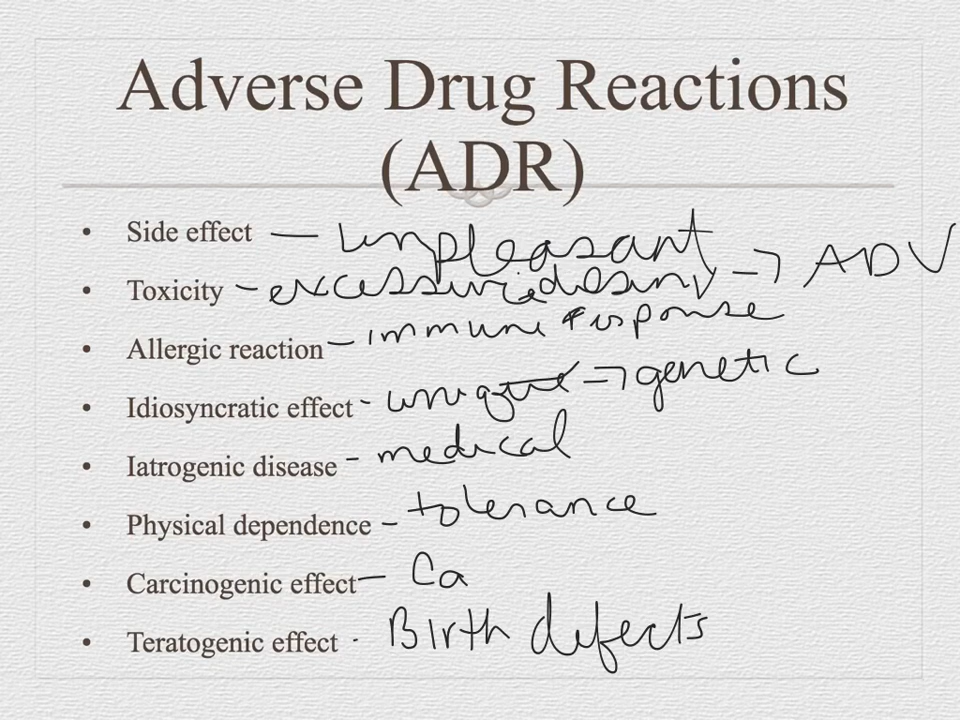 Adverse Drug Reactions
(ADR)
• Side effect — unpleasant
• Toxicity – excessive dosing → ADV
• Allergic reaction – immune response
• Idiosyncratic effect - unique → genetic
• Iatrogenic disease – medical
• Physical dependence – tolerance
• Carcinogenic effect – Ca
• Teratogenic effect - Birth defects